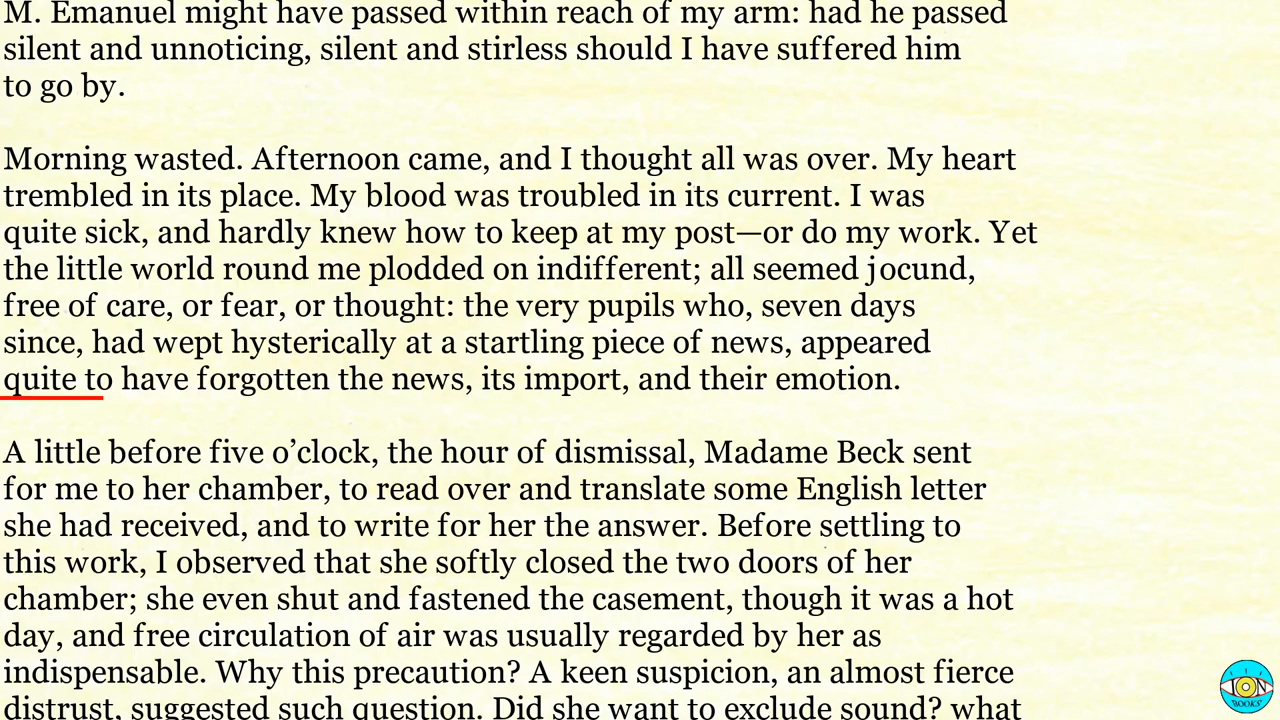 M. Emanuel might have passed within reach of my arm: had he passed
silent and unnoticing, silent and stirless should I have suffered him
to go by.
Morning wasted. Afternoon came, and I thought all was over. My heart
trembled in its place. My blood was troubled in its current. I was
quite sick, and hardly knew how to keep at my post—or do my work. Yet
the little world round me plodded on indifferent; all seemed jocund,
free of care, or fear, or thought: the very pupils who, seven days
since, had wept hysterically at a startling piece of news, appeared
quite to have forgotten the news, its import, and their emotion.
A little before five o’clock, the hour of dismissal, Madame Beck sent
for me to her chamber, to read over and translate some English letter
she had received, and to write for her the answer. Before settling to
this work, I observed that she softly closed the two doors of her
chamber; she even shut and fastened the casement, though it was a hot
day, and free circulation of air was usually regarded by her as
indispensable. Why this precaution? A keen suspicion, an almost fierce
distrust, suggested such question. Did she want to exclude sound? what
ION
BOOKS